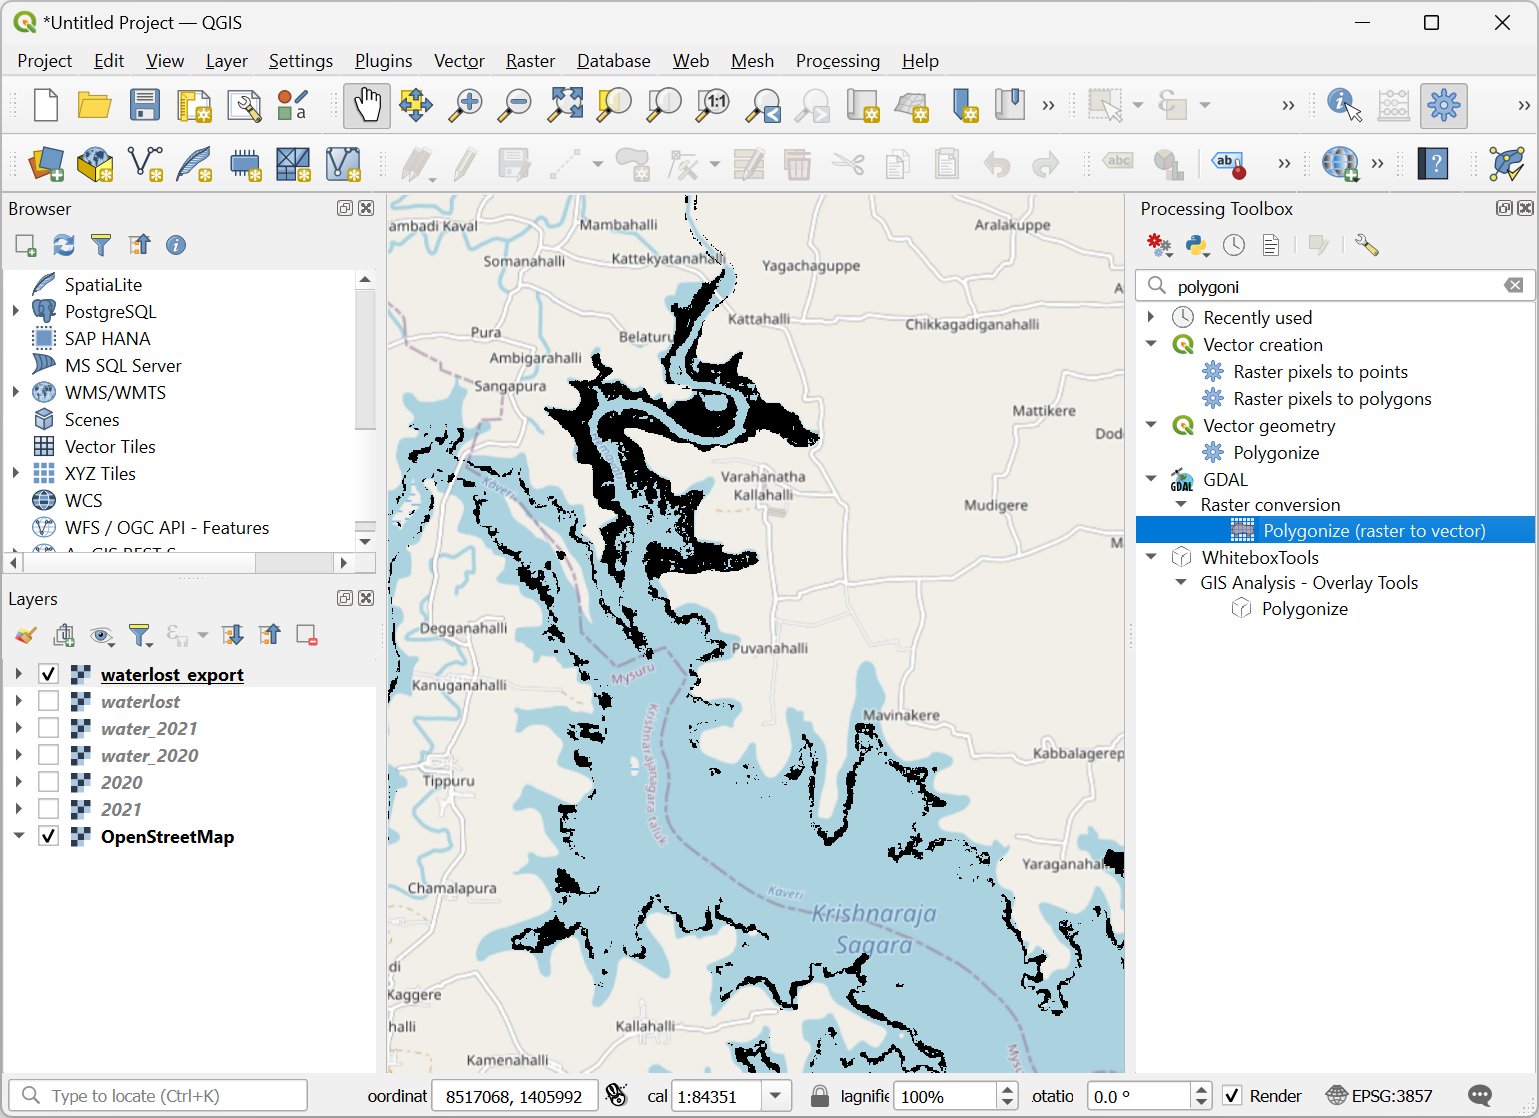 *Untitled Project — QGIS
Project Edit View Layer Settings Plugins Vector Raster Database Web Mesh Processing Help
a
1:1
»
»
»
abc
ab
»
»
?
Browser
SpatiaLite
PostgreSQL
SAP HANA
MS SQL Server
WMS/WMTS
Scenes
Vector Tiles
XYZ Tiles
WCS
WFS / OGC API - Features
Layers
waterlost_export
waterlost
water_2021
water_2020
2020
2021
OpenStreetMap
ambadi Kaval
Mambahalli
Aralakuppe
Somanahalli
Kattekyatanahalli
Yagachaguppe
A
Pura
Belaturu
Kattahalli
Chikkagadiganahalli
Ambigarahalli
Sangapura
Mattikere
Dod
Varahanatha
Kallahalli
Kaveri
Mudigere
M
Degganahalli
Puvanahalli
Mysuru
Kanuganahalli
Krishnarajanagara taluk
Mavinakere
Kabbalagerep
Tippuru
Yaraganahal
Chamalapura
Kaveri
Krishnaraja
Sagara
di
Kaggere
halli
Kallahalli
Kamenahalli
Mys
Processing Toolbox
polygoni
Recently used
Vector creation
Raster pixels to points
Raster pixels to polygons
Vector geometry
Polygonize
GDAL
GDAL
Raster conversion
Polygonize (raster to vector)
WhiteboxTools
GIS Analysis - Overlay Tools
Polygonize
Type to locate (Ctrl+K) oordinat 8517068, 1405992 cal 1:84351 lagnifie 100% otatio 0.0 ° Render EPSG:3857